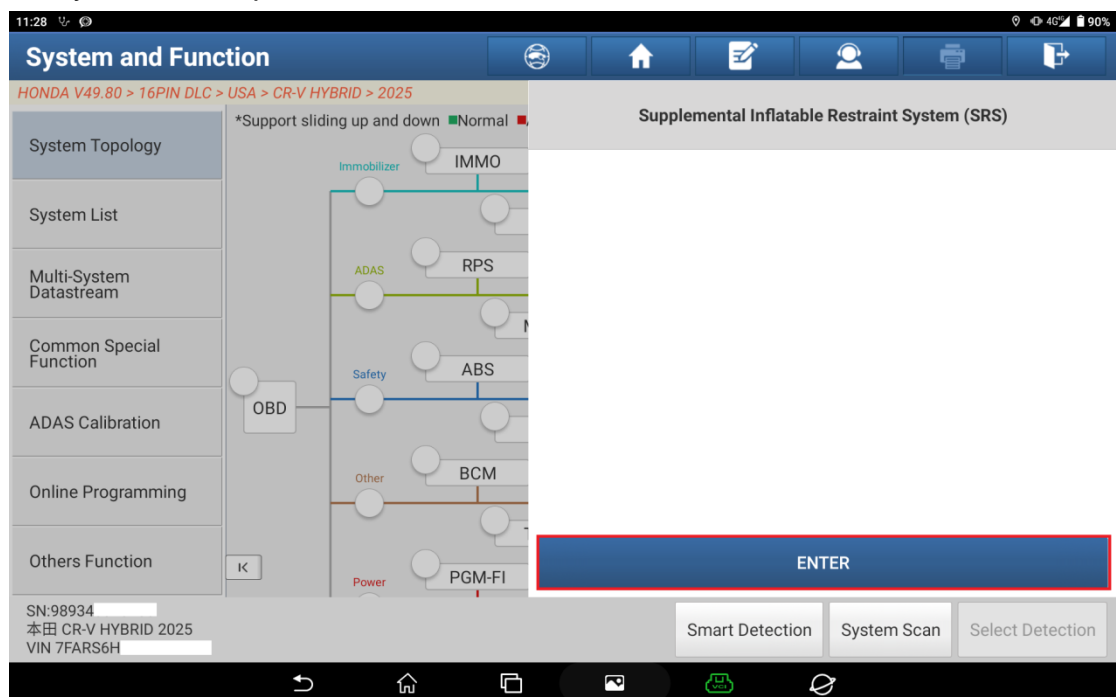 11:28
4G
90%
System and Function
HONDA V49.80 > 16PIN DLC > USA > CR-V HYBRID > 2025
System Topology
System List
Multi-System
Datastream
Common Special
Function
ADAS Calibration
Online Programming
Others Function
*Support sliding up and down ■Normal ■
Immobilizer
IMMO
ADAS
RPS
Safety
ABS
OBD
Other
BCM
Power
PGM-FI
Supplemental Inflatable Restraint System (SRS)
ENTER
SN:98934
本田 CR-V HYBRID 2025
VIN 7FARS6H
Smart Detection
System Scan
Select Detection
VCI